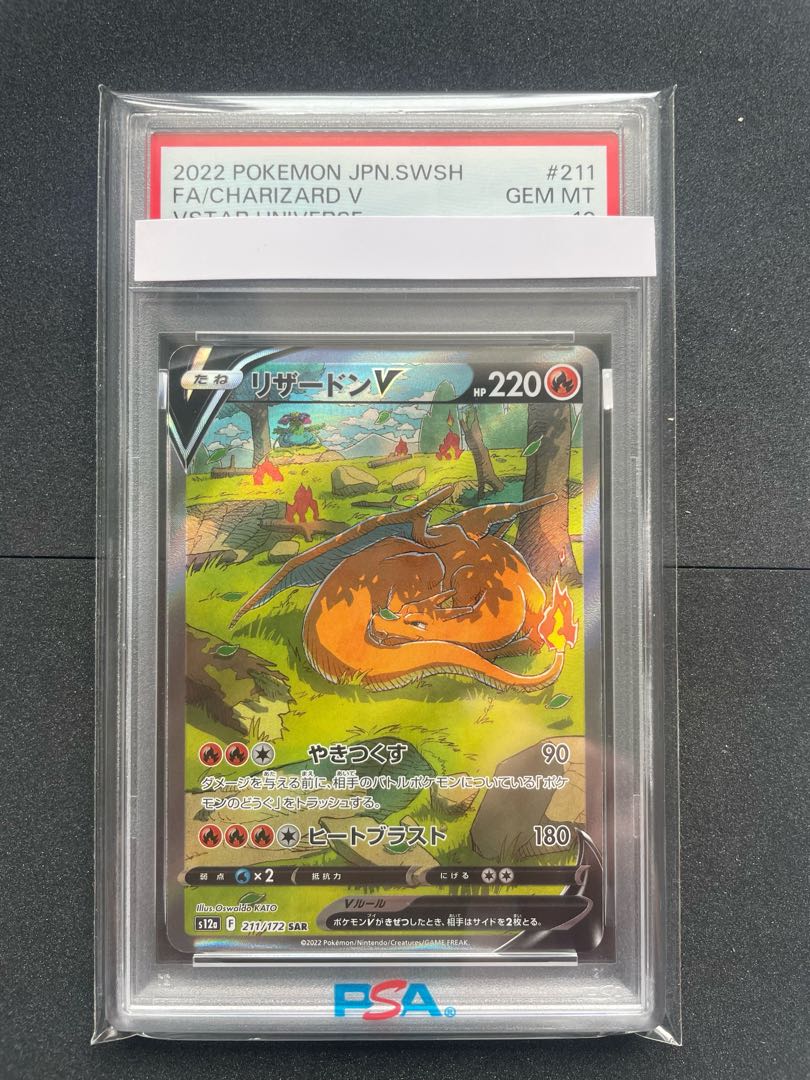 2022 POKEMON JPN.SWSH #211
FA/CHARIZARD V GEM MT
VSTAR UNIVERSE 10
たね リザードンV HP 220
やきつくす 90
ダメージを与える前に、相手のバトルポケモンについている「ポケ
モンのどうぐ」をトラッシュする。
ヒートブラスト 180
弱点 ×2 抵抗力 にげる
Illus. Oswaldo KATO
Vルール
ポケモンVがきぜつしたとき、相手はサイドを2枚とる。
s12a F 211/172 SAR
©2022 Pokémon/Nintendo/Creatures/GAME FREAK.
PSA®